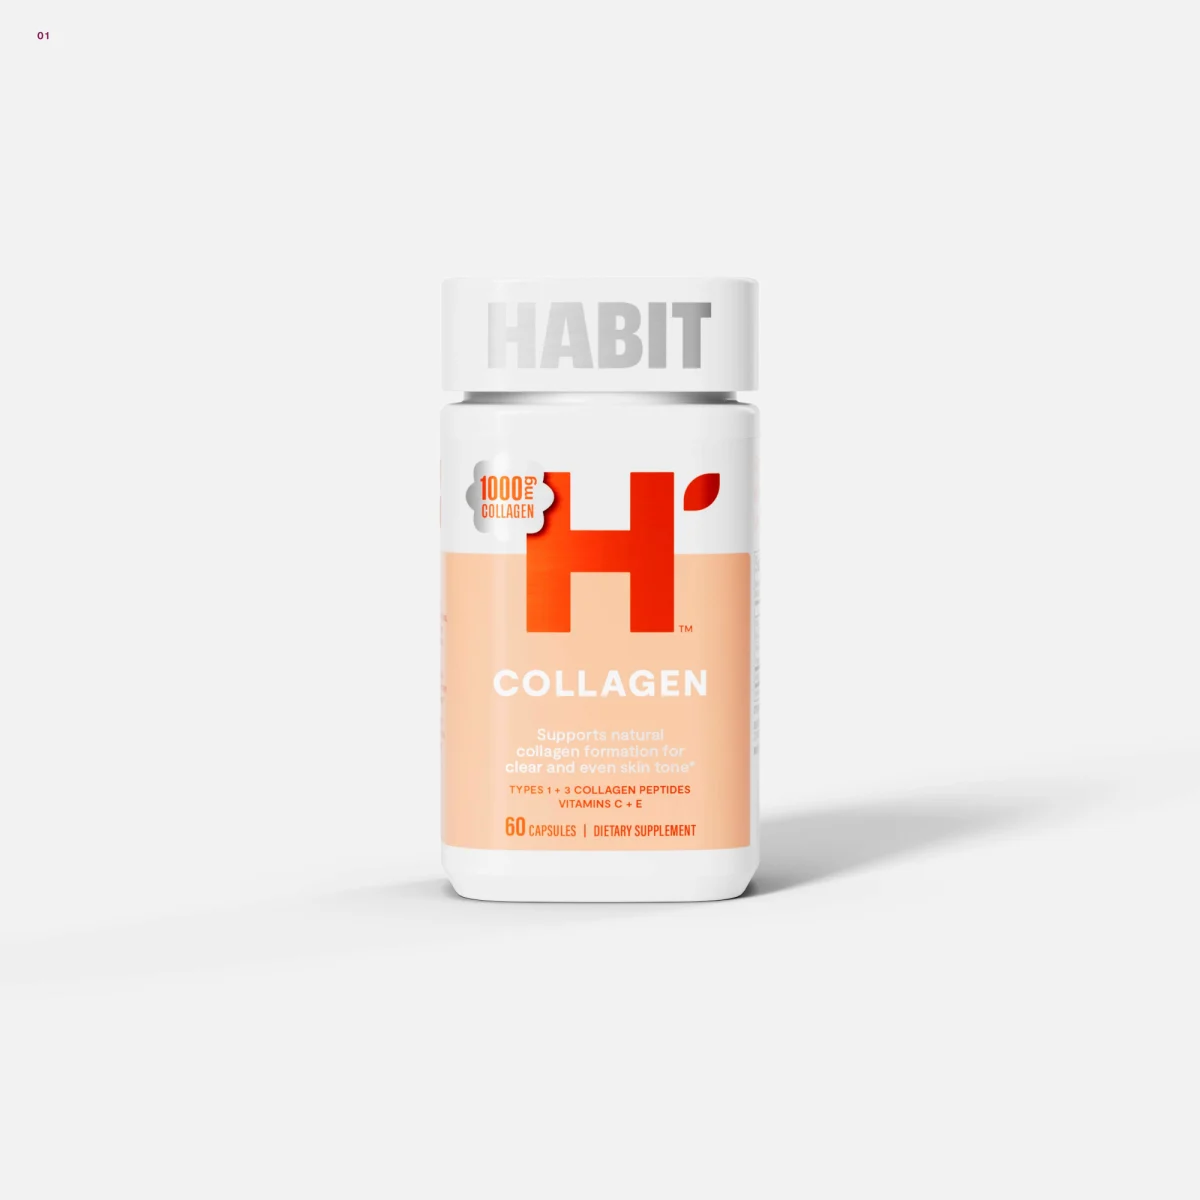 01
HABIT
1000mg
COLLAGEN
H
TM
COLLAGEN
Supports natural
collagen formation for
clear and even skin tone*
TYPES 1 + 3 COLLAGEN PEPTIDES
VITAMINS C + E
60 CAPSULES | DIETARY SUPPLEMENT